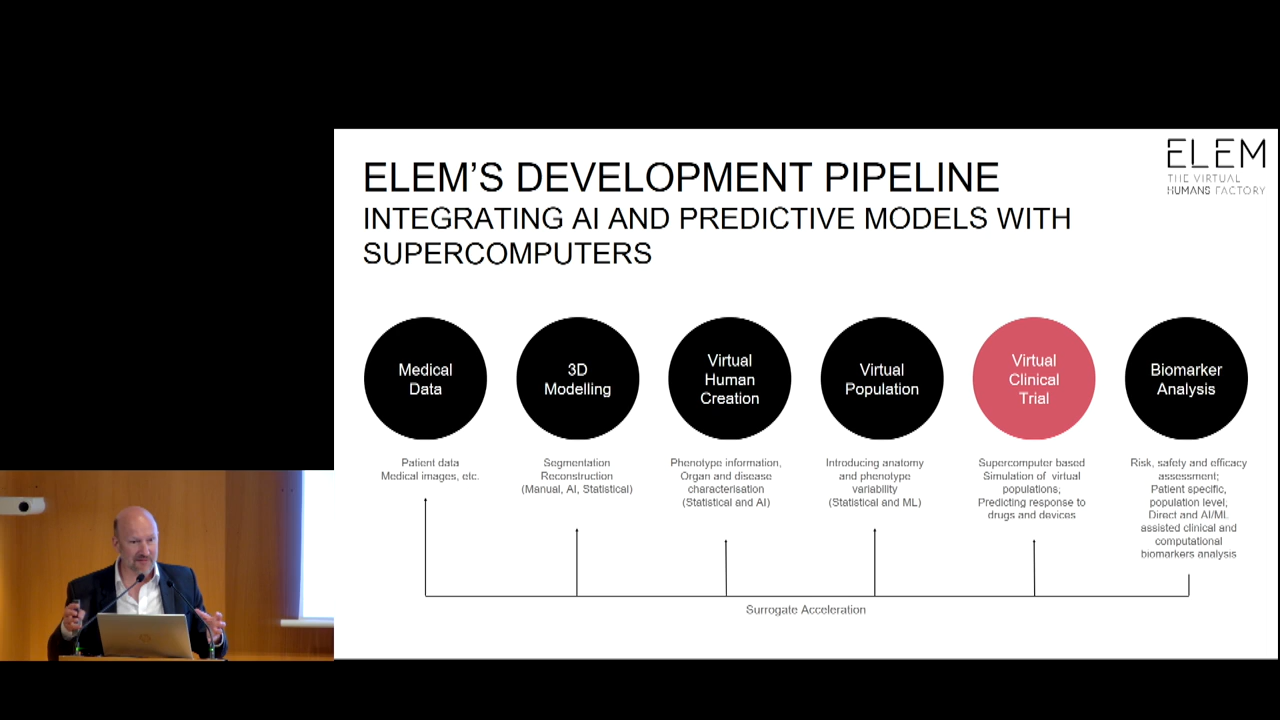 ELEM
THE VIRTUAL
HUMANS FACTORY
ELEM'S DEVELOPMENT PIPELINE
INTEGRATING AI AND PREDICTIVE MODELS WITH
SUPERCOMPUTERS
Medical
Data
3D
Modelling
Virtual
Human
Creation
Virtual
Population
Virtual
Clinical
Trial
Biomarker
Analysis
Patient data
Medical images, etc.
Segmentation
Reconstruction
(Manual, AI, Statistical)
Phenotype information,
Organ and disease
characterisation
(Statistical and AI)
Introducing anatomy
and phenotype
variability
(Statistical and ML)
Supercomputer based
Simulation of virtual
populations;
Predicting response to
drugs and devices
Risk, safety and efficacy
assessment;
Patient specific,
population level;
Direct and AI/ML
assisted clinical and
computational
biomarkers analysis
Surrogate Acceleration